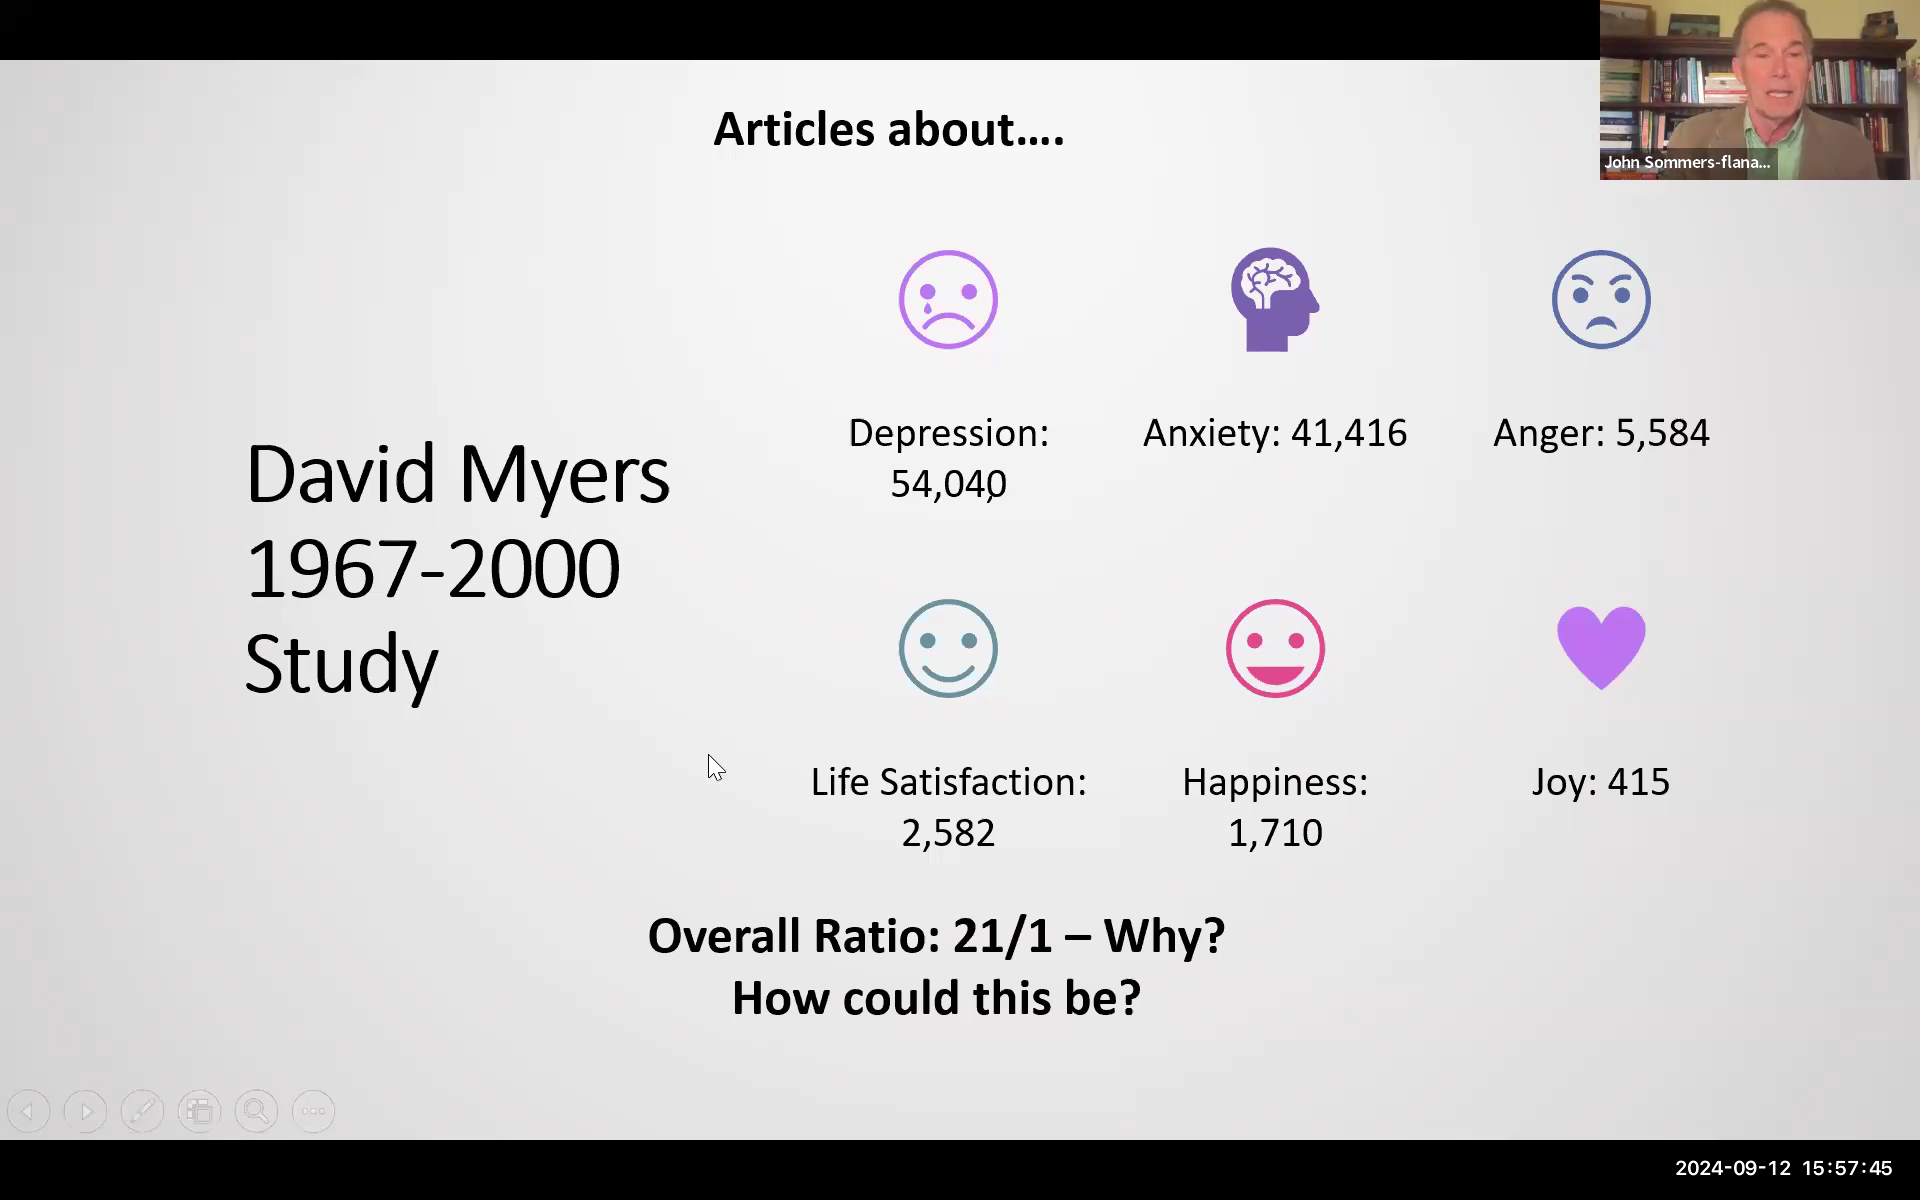 Articles about....
John Sommers-flana...
David Myers
1967-2000
Study
Depression:
54,040
Anxiety: 41,416
Anger: 5,584
Life Satisfaction:
2,582
Happiness:
1,710
Joy: 415
Overall Ratio: 21/1 – Why?
How could this be?
2024-09-12 15:57:45